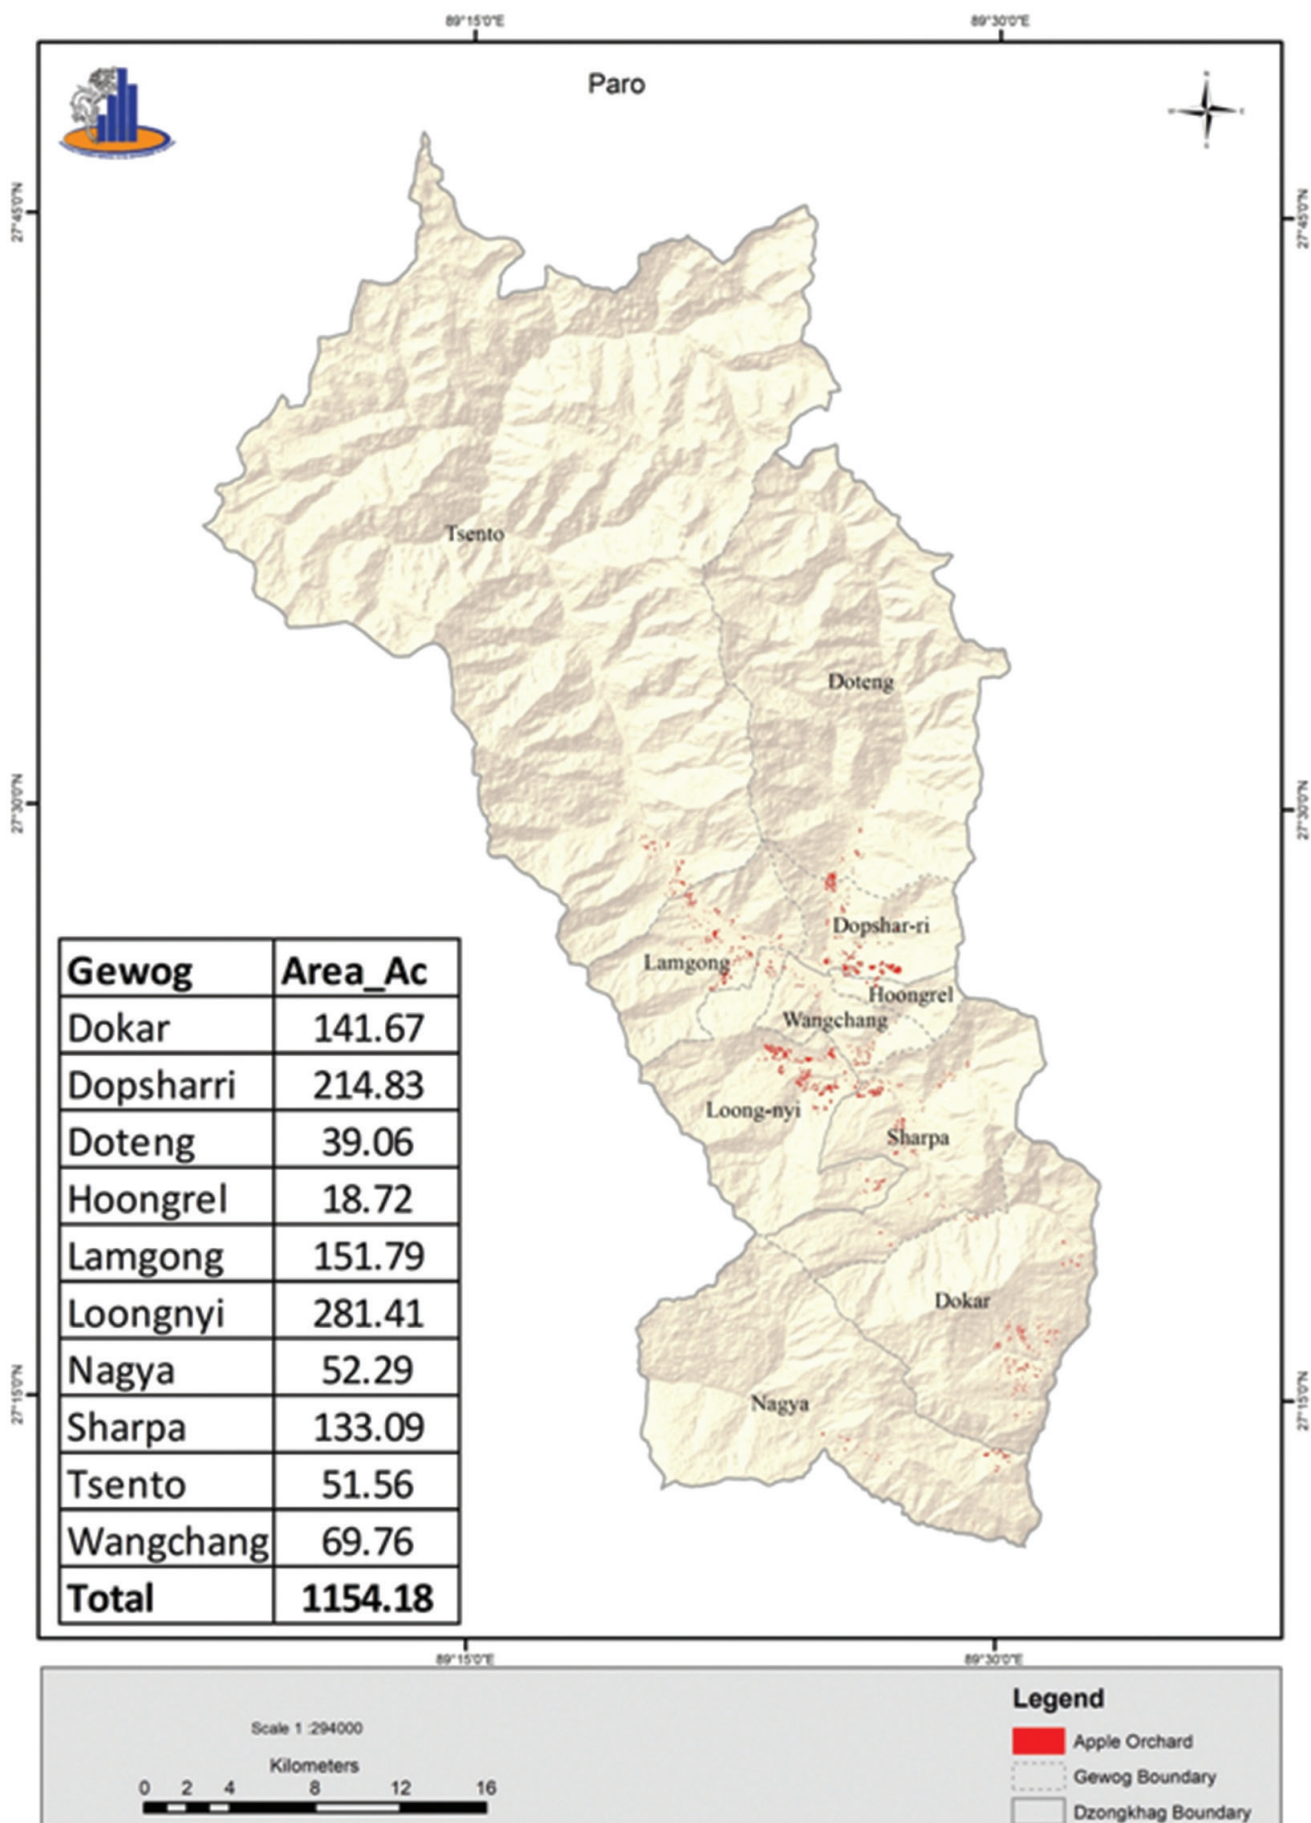 89°15'0"E 89°30'0"E
Paro
N
W E
S
27°45'0"N 27°45'0"N
Tsento
Doteng
27°30'0"N 27°30'0"N
Dopshar-ri
Lamgong
Hoongrel
Wangchang
Loong-nyi
Sharpa
Dokar
Nagya
27°15'0"N 27°15'0"N
Gewog Area_Ac
Dokar 141.67
Dopsharri 214.83
Doteng 39.06
Hoongrel 18.72
Lamgong 151.79
Loongnyi 281.41
Nagya 52.29
Sharpa 133.09
Tsento 51.56
Wangchang 69.76
Total 1154.18
89°15'0"E 89°30'0"E
Scale 1 :294000
Kilometers
0 2 4 8 12 16
Legend
Apple Orchard
Gewog Boundary
Dzongkhag Boundary